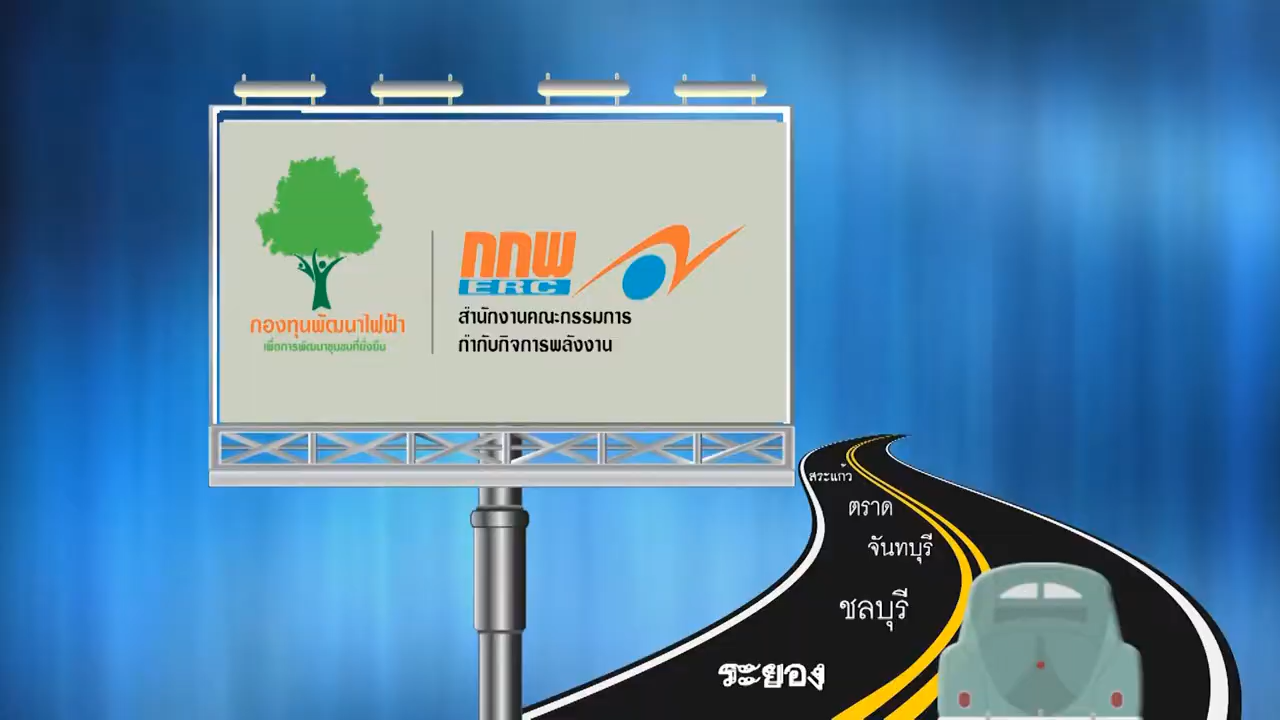 กองทุนพัฒนาไฟฟ้า
เพื่อการพัฒนาชุมชนที่ยั่งยืน
กกพ
ERC
สำนักงานคณะกรรมการ
กำกับกิจการพลังงาน
สระแก้ว
ตราด
จันทบุรี
ชลบุรี
ระยอง